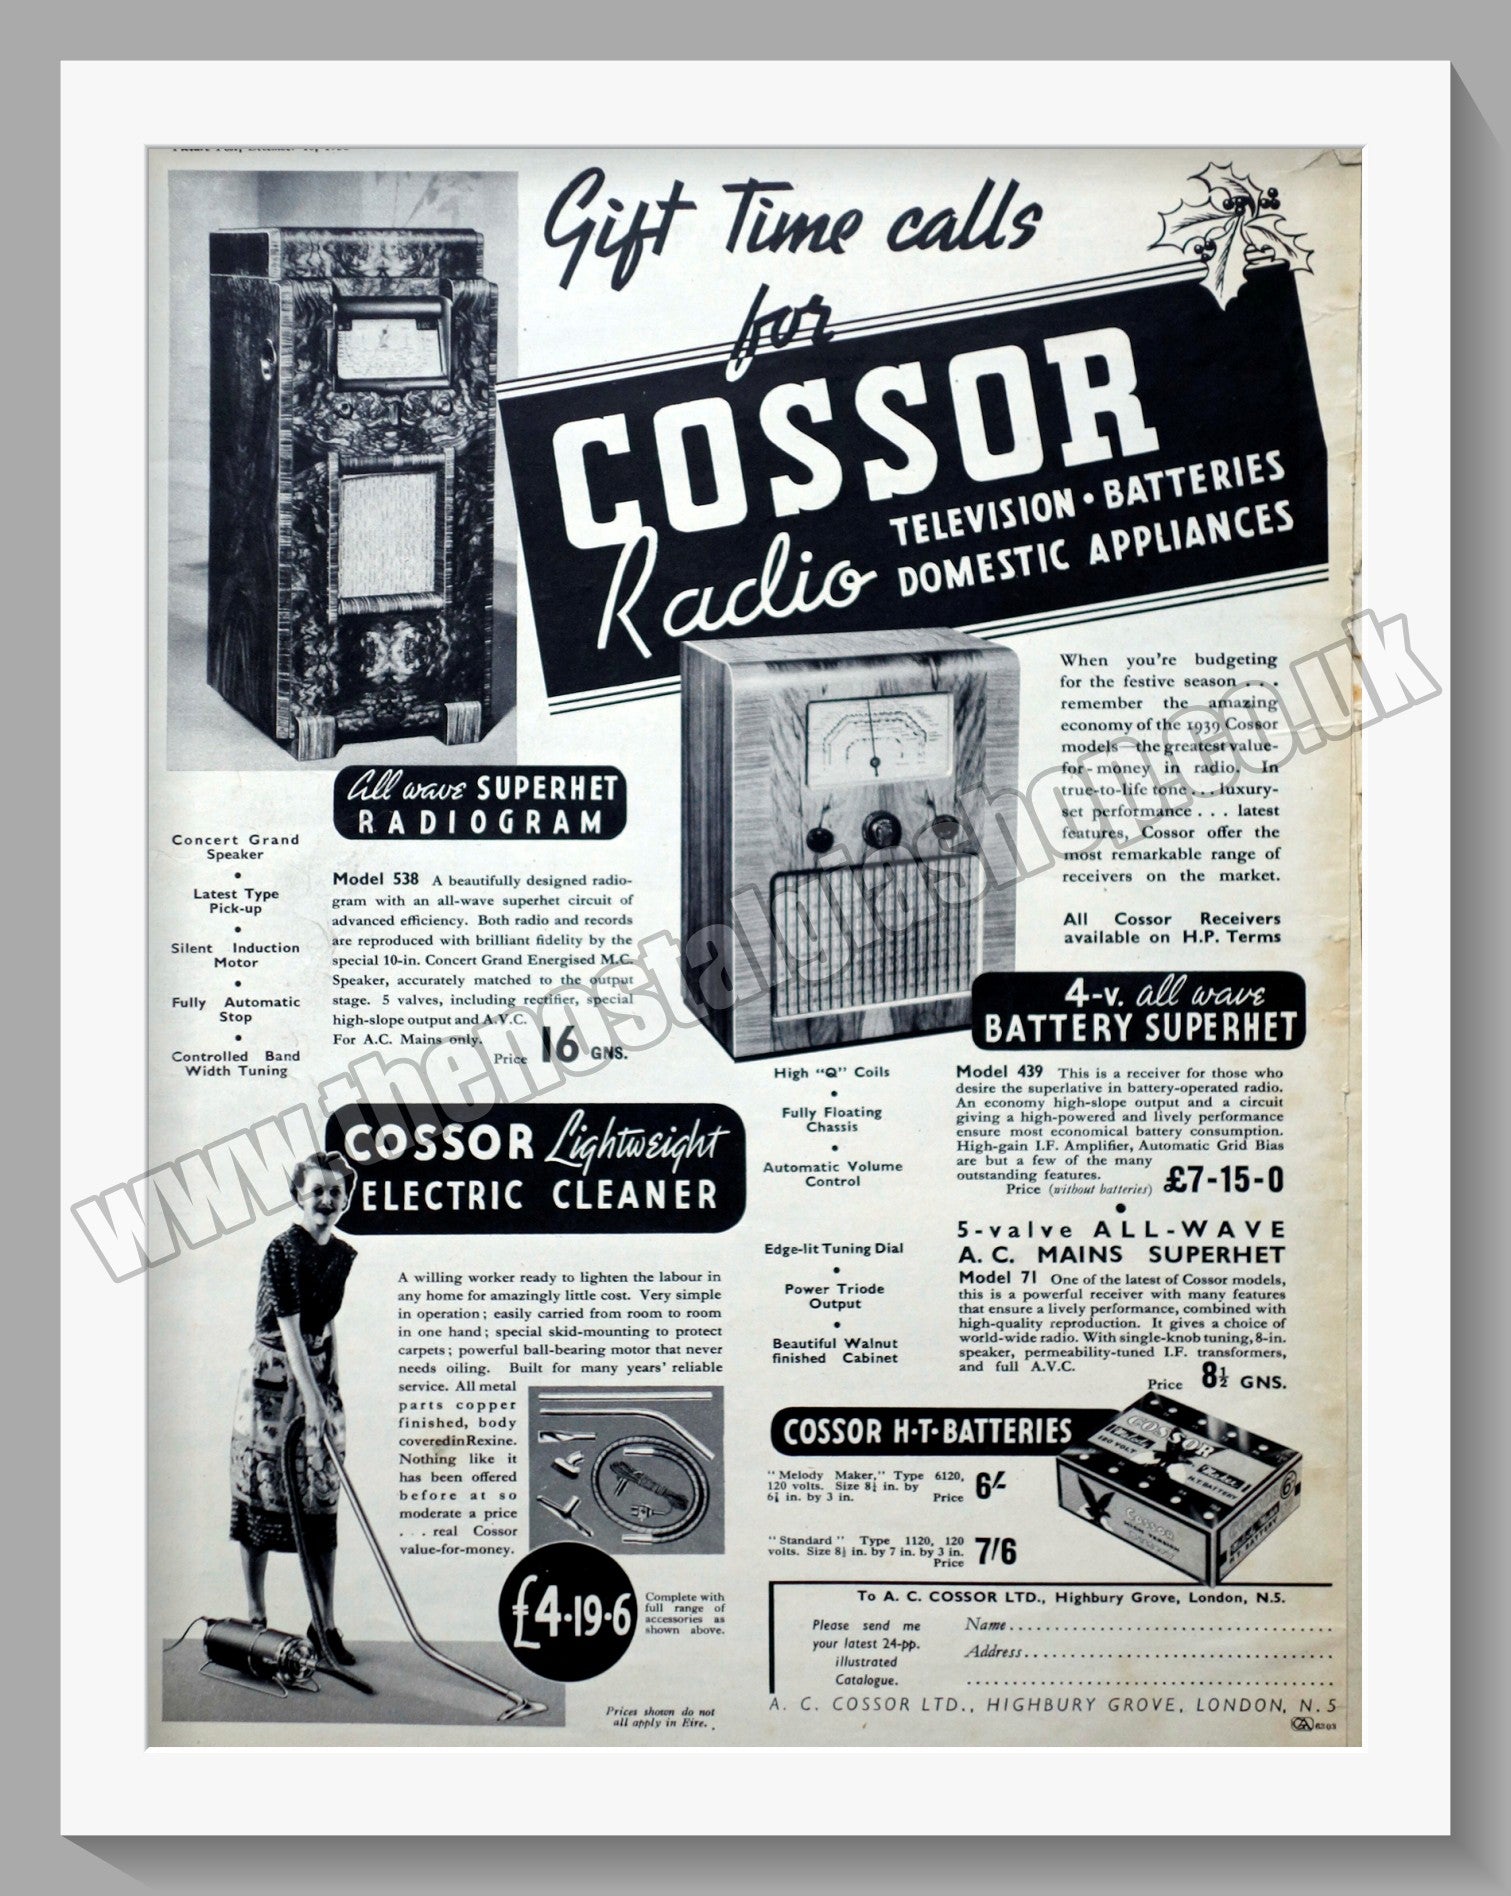 Gift Time calls
for
COSSOR
Radio
TELEVISION • BATTERIES
DOMESTIC APPLIANCES
All wave SUPERHET
RADIOGRAM
Concert Grand
Speaker
•
Latest Type
Pick-up
•
Silent Induction
Motor
•
Fully Automatic
Stop
•
Controlled Band
Width Tuning
Model 538 A beautifully designed radio-
gram with an all-wave superhet circuit of
advanced efficiency. Both radio and records
are reproduced with brilliant fidelity by the
special 10-in. Concert Grand Energised M.C.
Speaker, accurately matched to the output
stage. 5 valves, including rectifier, special
high-slope output and A.V.C.
For A.C. Mains only.
Price 16 GNS.
When you're budgeting
for the festive season . . .
remember the amazing
economy of the 1939 Cossor
models—the greatest value-
for-money in radio. In
true-to-life tone . . . luxury-
set performance . . . latest
features, Cossor offer the
most remarkable range of
receivers on the market.
All Cossor Receivers
available on H.P. Terms
4-v. all wave
BATTERY SUPERHET
High "Q" Coils
•
Fully Floating
Chassis
•
Automatic Volume
Control
Model 439 This is a receiver for those who
desire the superlative in battery-operated radio.
An economy high-slope output and a circuit
giving a high-powered and lively performance
ensure most economical battery consumption.
High-gain I.F. Amplifier, Automatic Grid Bias
are but a few of the many
outstanding features.
Price (without batteries) £7-15-0
•
5-valve ALL-WAVE
A.C. MAINS SUPERHET
Edge-lit Tuning Dial
•
Power Triode
Output
•
Beautiful Walnut
finished Cabinet
Model 71 One of the latest of Cossor models,
this is a powerful receiver with many features
that ensure a lively performance, combined with
high-quality reproduction. It gives a choice of
world-wide radio. With single-knob tuning, 8-in.
speaker, permeability-tuned I.F. transformers,
and full A.V.C.
Price 8½ GNS.
COSSOR Lightweight
ELECTRIC CLEANER
A willing worker ready to lighten the labour in
any home for amazingly little cost. Very simple
in operation; easily carried from room to room
in one hand; special skid-mounting to protect
carpets; powerful ball-bearing motor that never
needs oiling. Built for many years' reliable
service. All metal
parts copper
finished, body
covered in Rexine.
Nothing like it
has been offered
before at so
moderate a price
. . . real Cossor
value-for-money.
£4-19-6
Complete with
full range of
accessories as
shown above.
Prices shown do not
all apply in Eire.
COSSOR H·T·BATTERIES
"Melody Maker," Type 6120,
120 volts. Size 8¼ in. by
in. by 3 in. Price 6/-
"Standard" Type 1120, 120
volts. Size 8½ in. by 7 in. by 3 in.
Price 7/6
COSSOR
120 VOLT
H.T. BATTERY
COSSOR
To A. C. COSSOR LTD., Highbury Grove, London, N.5.
Please send me
your latest 24-pp.
illustrated
Catalogue.
Name
Address
A. C. COSSOR LTD., HIGHBURY GROVE, LONDON, N.5
www.thenostalgiashop.co.uk